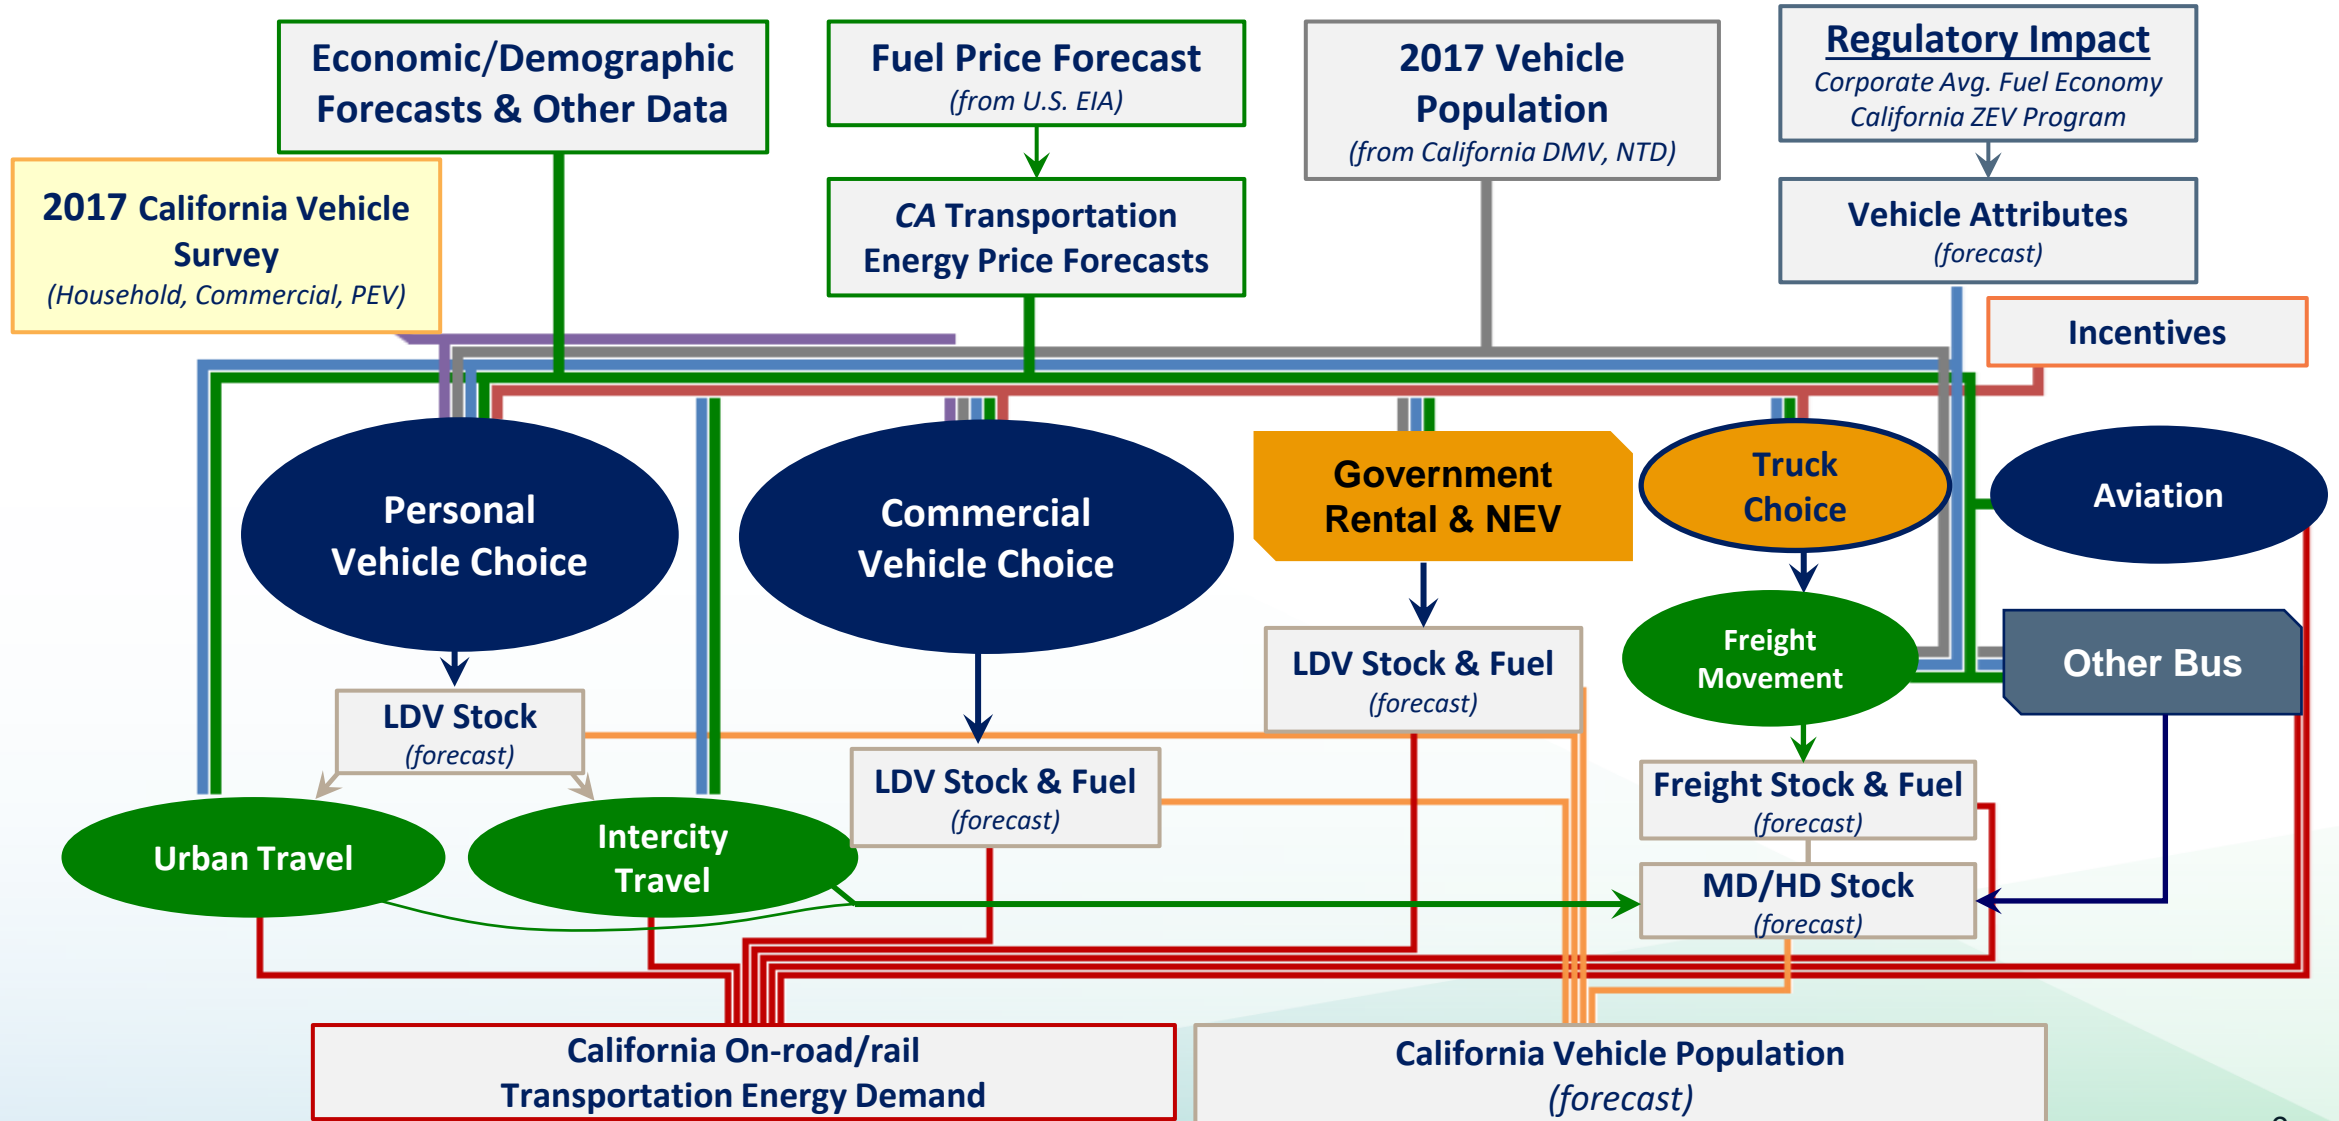 Economic/Demographic
Forecasts & Other Data
Fuel Price Forecast
(from U.S. EIA)
2017 Vehicle
Population
(from California DMV, NTD)
Regulatory Impact
Corporate Avg. Fuel Economy
California ZEV Program
2017 California Vehicle
Survey
(Household, Commercial, PEV)
CA Transportation
Energy Price Forecasts
Vehicle Attributes
(forecast)
Incentives
Personal
Vehicle Choice
Commercial
Vehicle Choice
Government
Rental & NEV
Truck
Choice
Aviation
LDV Stock
(forecast)
LDV Stock & Fuel
(forecast)
LDV Stock & Fuel
(forecast)
Freight
Movement
Other Bus
Urban Travel
Intercity
Travel
Freight Stock & Fuel
(forecast)
MD/HD Stock
(forecast)
California On-road/rail
Transportation Energy Demand
California Vehicle Population
(forecast)